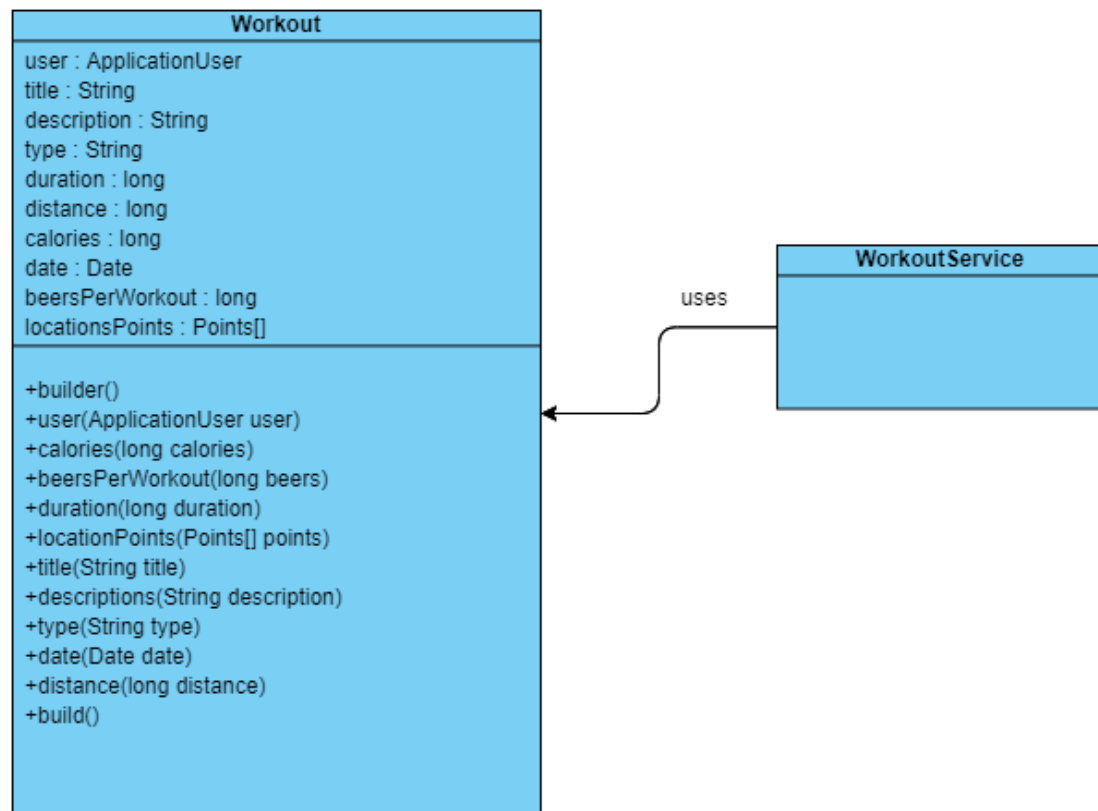 Workout
user : ApplicationUser
title : String
description : String
type : String
duration : long
distance : long
calories : long
date : Date
beersPerWorkout : long
locationsPoints : Points[]
+builder()
+user(ApplicationUser user)
+calories(long calories)
+beersPerWorkout(long beers)
+duration(long duration)
+locationPoints(Points[] points)
+title(String title)
+descriptions(String description)
+type(String type)
+date(Date date)
+distance(long distance)
+build()
uses
WorkoutService